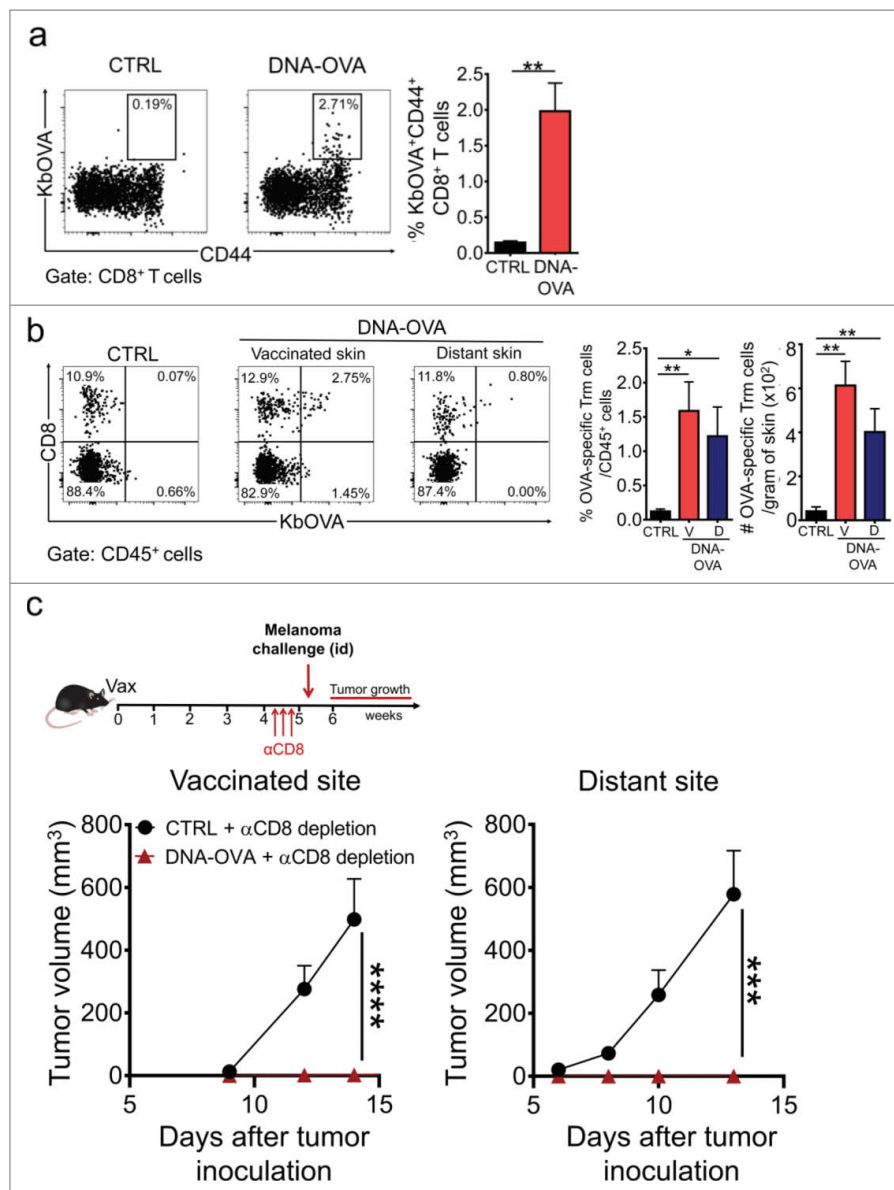 a
CTRL
DNA-OVA
0.19%
2.71%
KbOVA
CD44
Gate: CD8⁺ T cells
% KbOVA⁺CD44⁺
CD8⁺ T cells
2.5
2.0
1.5
1.0
0.5
0.0
**
CTRL DNA-
OVA
b
DNA-OVA
CTRL
Vaccinated skin
Distant skin
10.9% 0.07%
88.4% 0.66%
12.9% 2.75%
82.9% 1.45%
11.8% 0.80%
87.4% 0.00%
CD8
KbOVA
Gate: CD45⁺ cells
% OVA-specific Trm cells
/CD45⁺ cells
2.5
2.0
1.5
1.0
0.5
0.0
*
**
CTRL V D
DNA-
OVA
# OVA-specific Trm cells
/gram of skin (x10²)
8
6
4
2
0
**
**
CTRL V D
DNA-
OVA
c
Melanoma
challenge (id)
Vax
Tumor growth
0 1 2 3 4 5 6 weeks
αCD8
Vaccinated site
Tumor volume (mm³)
800
600
400
200
0
CTRL + αCD8 depletion
DNA-OVA + αCD8 depletion
****
5 10 15
Days after tumor
inoculation
Distant site
Tumor volume (mm³)
800
600
400
200
0
***
5 10 15
Days after tumor
inoculation